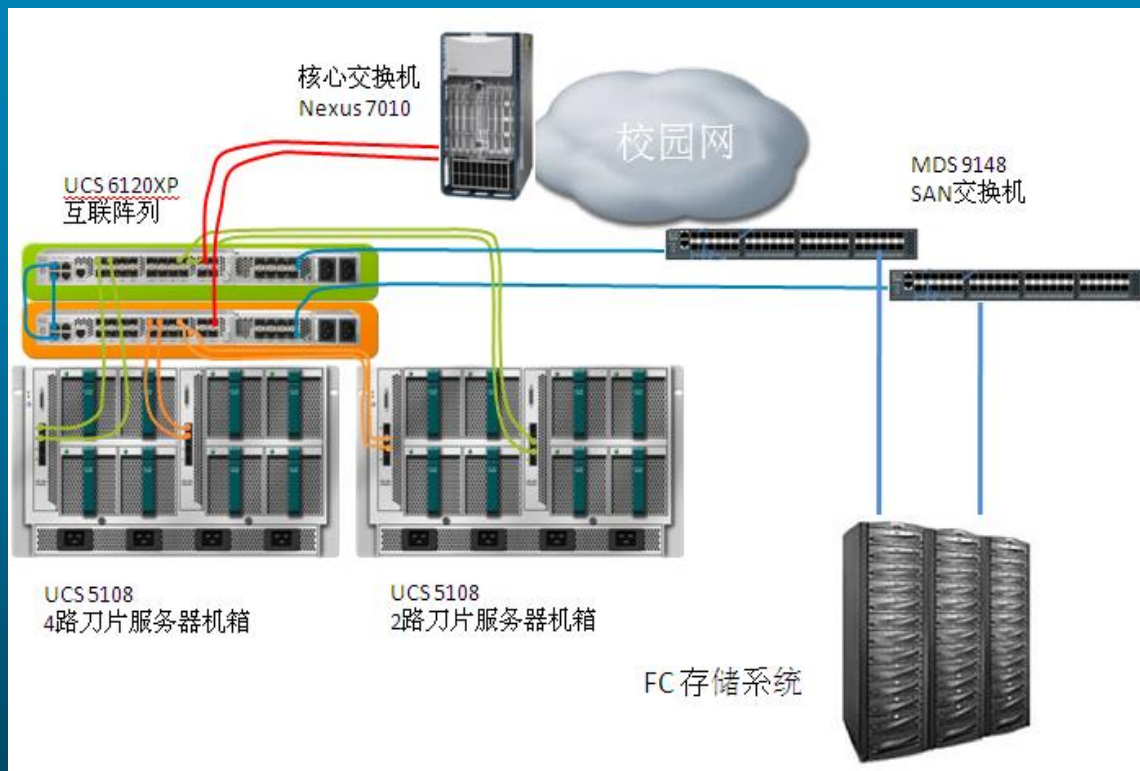 核心交换机
Nexus 7010
校园网
MDS 9148
SAN交换机
UCS 6120XP
互联阵列
UCS 5108
4路刀片服务器机箱
UCS 5108
2路刀片服务器机箱
FC 存储系统